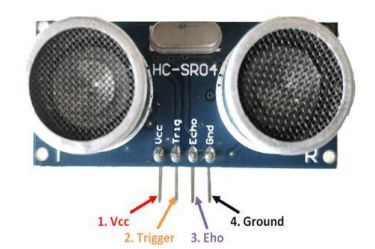 HC-SR04
Vcc
Trig
Echo
Gnd
T
R
1. Vcc
2. Trigger
3. Eho
4. Ground